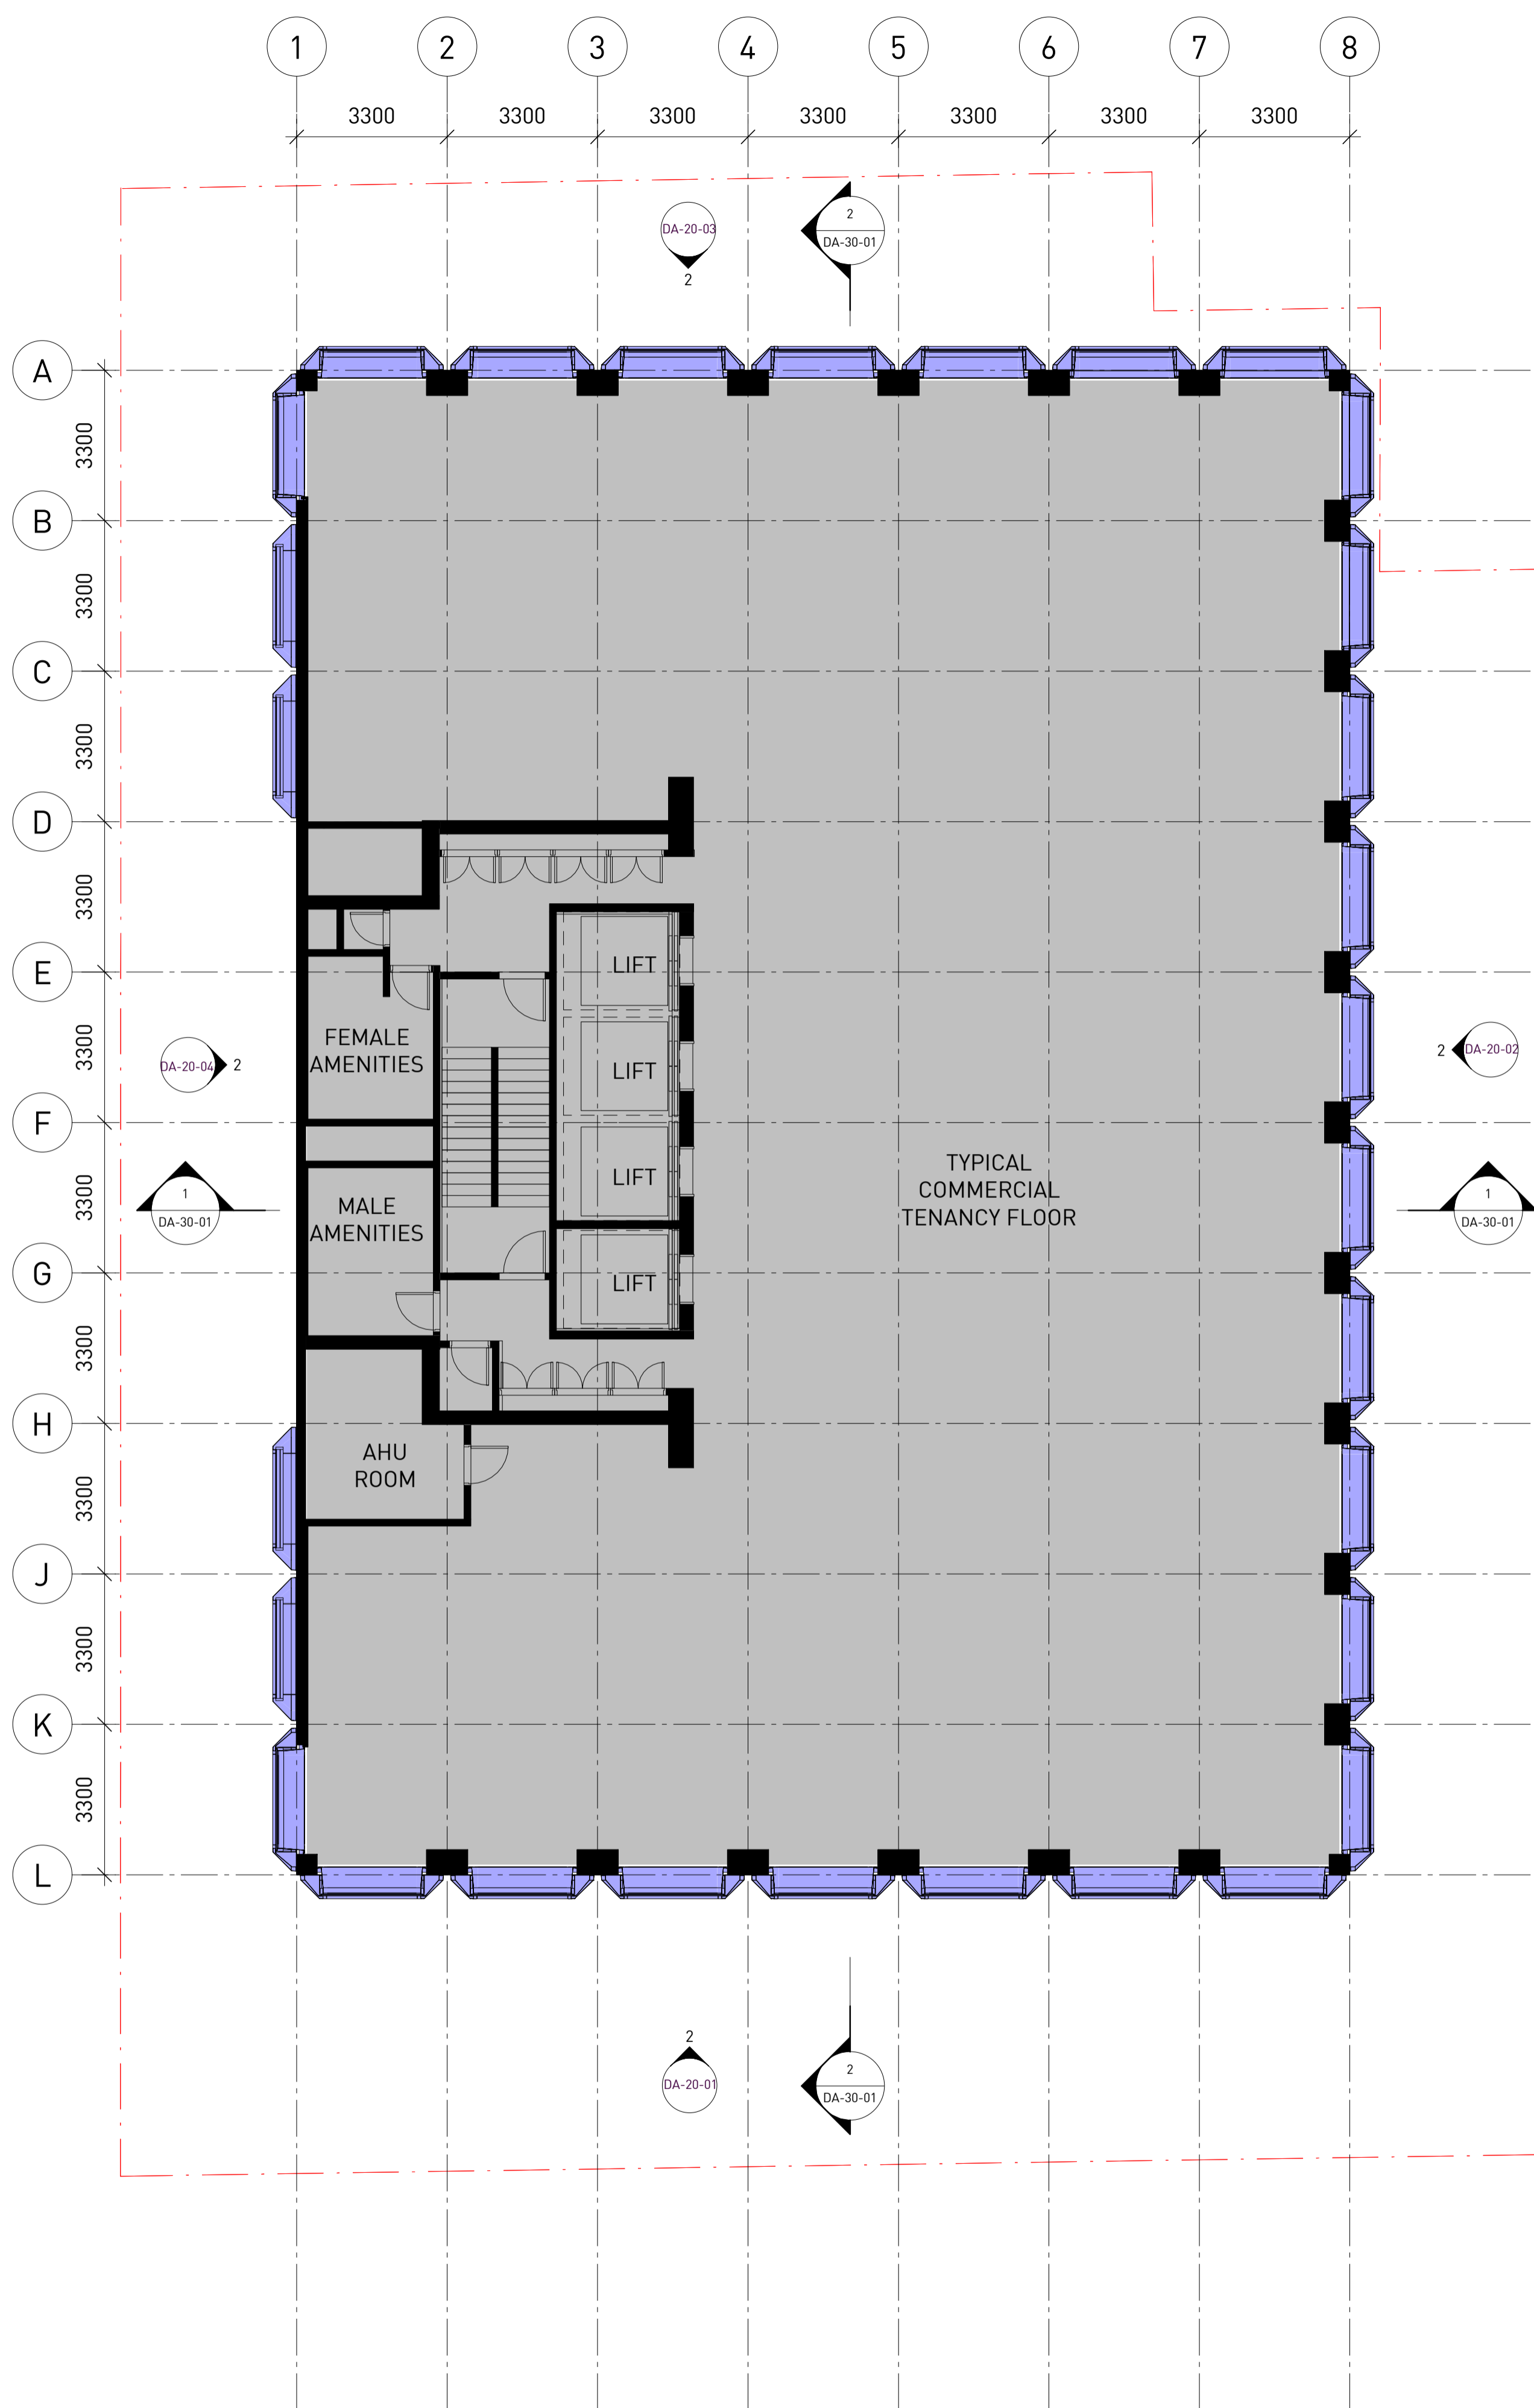 1 2 3 4 5 6 7 8
3300 3300 3300 3300 3300 3300 3300
DA-20-03
2
2
DA-30-01
A
3300
B
3300
C
3300
D
3300
E
3300
F
3300
G
3300
H
3300
J
3300
K
3300
L
LIFT
FEMALE
AMENITIES
LIFT
DA-20-04 2
2 DA-20-02
LIFT
TYPICAL
COMMERCIAL
TENANCY FLOOR
1
DA-30-01
1
DA-30-01
MALE
AMENITIES
LIFT
AHU
ROOM
2
DA-20-01
2
DA-30-01